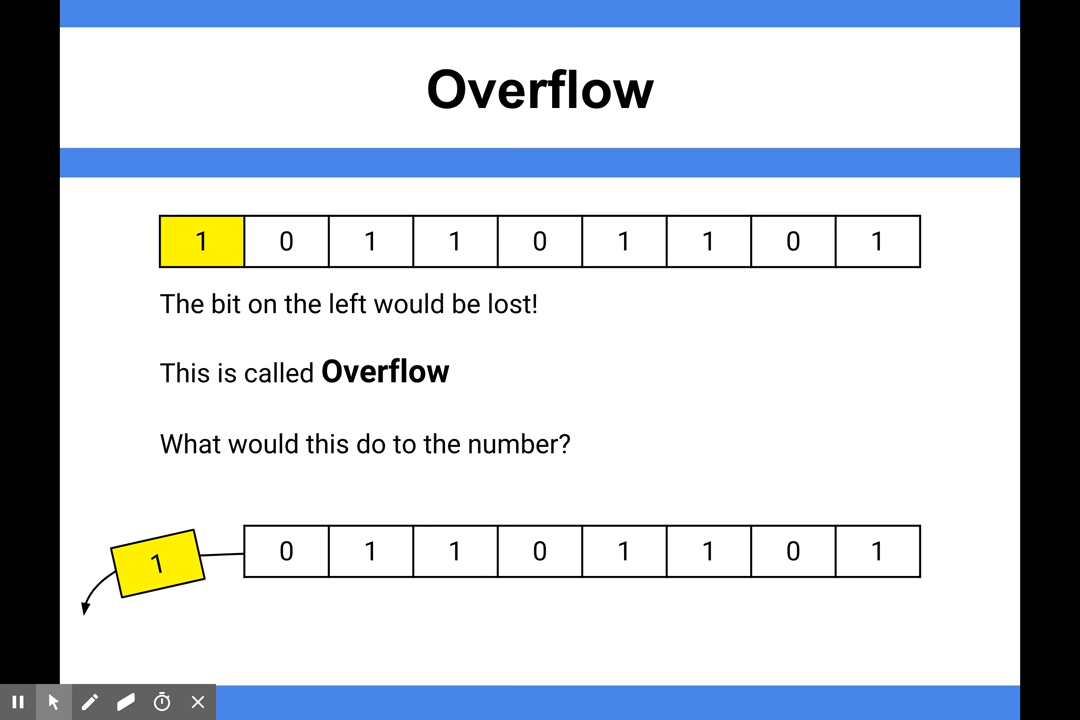 Overflow
1 0 1 1 0 1 1 0 1
The bit on the left would be lost!
This is called Overflow
What would this do to the number?
1 0 1 1 0 1 1 0 1